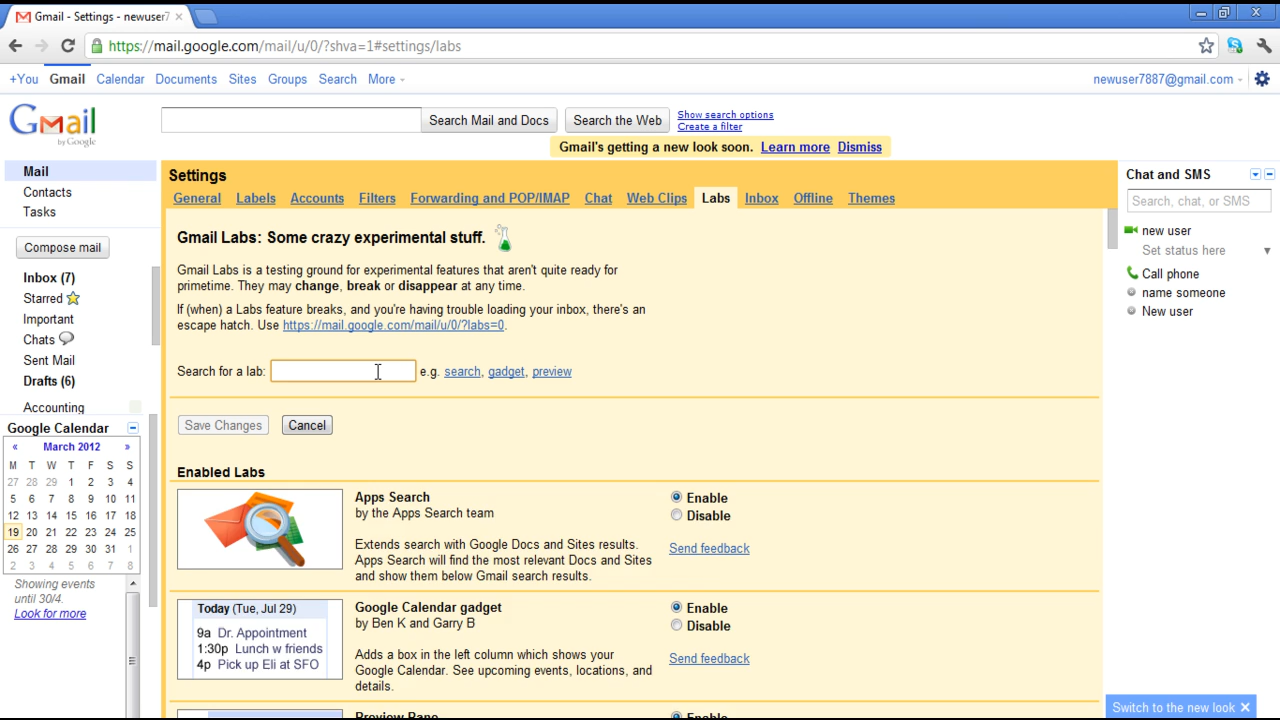 Gmail - Settings - newuser7
https://mail.google.com/mail/u/0/?shva=1#settings/labs
+You Gmail Calendar Documents Sites Groups Search More
newuser7887@gmail.com
Gmail
by Google
Search Mail and Docs
Search the Web
Show search options
Create a filter
Gmail's getting a new look soon. Learn more Dismiss
Mail
Contacts
Tasks
Compose mail
Inbox (7)
Starred
Important
Chats
Sent Mail
Drafts (6)
Accounting
Google Calendar
« March 2012 »
M T W T F S S
27 28 29 1 2 3 4
5 6 7 8 9 10 11
12 13 14 15 16 17 18
19 20 21 22 23 24 25
26 27 28 29 30 31 1
2 3 4 5 6 7 8
Showing events
until 30/4.
Look for more
Settings
General Labels Accounts Filters Forwarding and POP/IMAP Chat Web Clips Labs Inbox Offline Themes
Gmail Labs: Some crazy experimental stuff.
Gmail Labs is a testing ground for experimental features that aren't quite ready for
primetime. They may change, break or disappear at any time.
If (when) a Labs feature breaks, and you're having trouble loading your inbox, there's an
escape hatch. Use https://mail.google.com/mail/u/0/?labs=0.
Search for a lab: e.g. search, gadget, preview
Save Changes Cancel
Enabled Labs
Apps Search
by the Apps Search team
Extends search with Google Docs and Sites results.
Apps Search will find the most relevant Docs and Sites
and show them below Gmail search results.
Enable
Disable
Send feedback
Today (Tue, Jul 29)
9a Dr. Appointment
1:30p Lunch w friends
4p Pick up Eli at SFO
Google Calendar gadget
by Ben K and Garry B
Adds a box in the left column which shows your
Google Calendar. See upcoming events, locations, and
details.
Enable
Disable
Send feedback
Preview Pane
Enable
Chat and SMS
Search, chat, or SMS
new user
Set status here
Call phone
name someone
New user
Switch to the new look